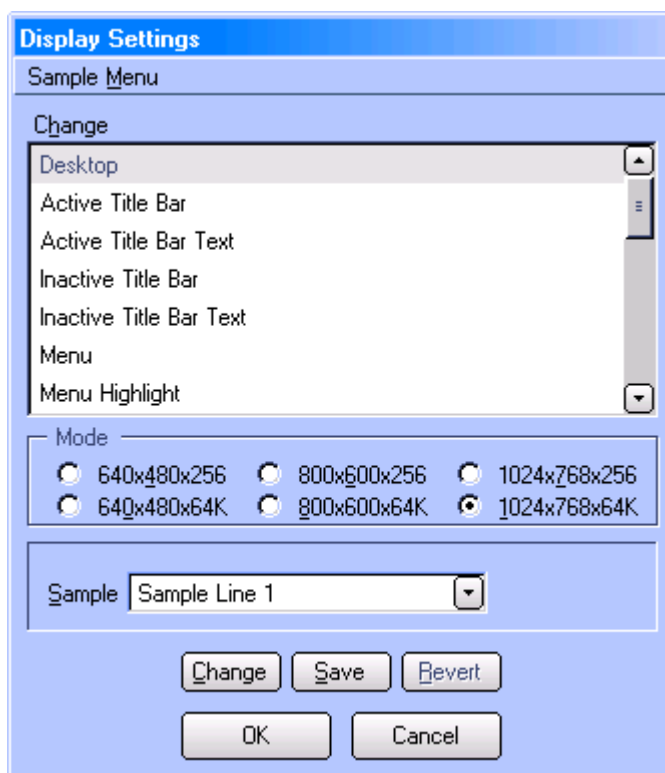 Display Settings
Sample Menu
Change
Desktop
Active Title Bar
Active Title Bar Text
Inactive Title Bar
Inactive Title Bar Text
Menu
Menu Highlight
Mode
640x480x256 800x600x256 1024x768x256
640x480x64K 800x600x64K 1024x768x64K
Sample Sample Line 1
Change Save Revert
OK Cancel